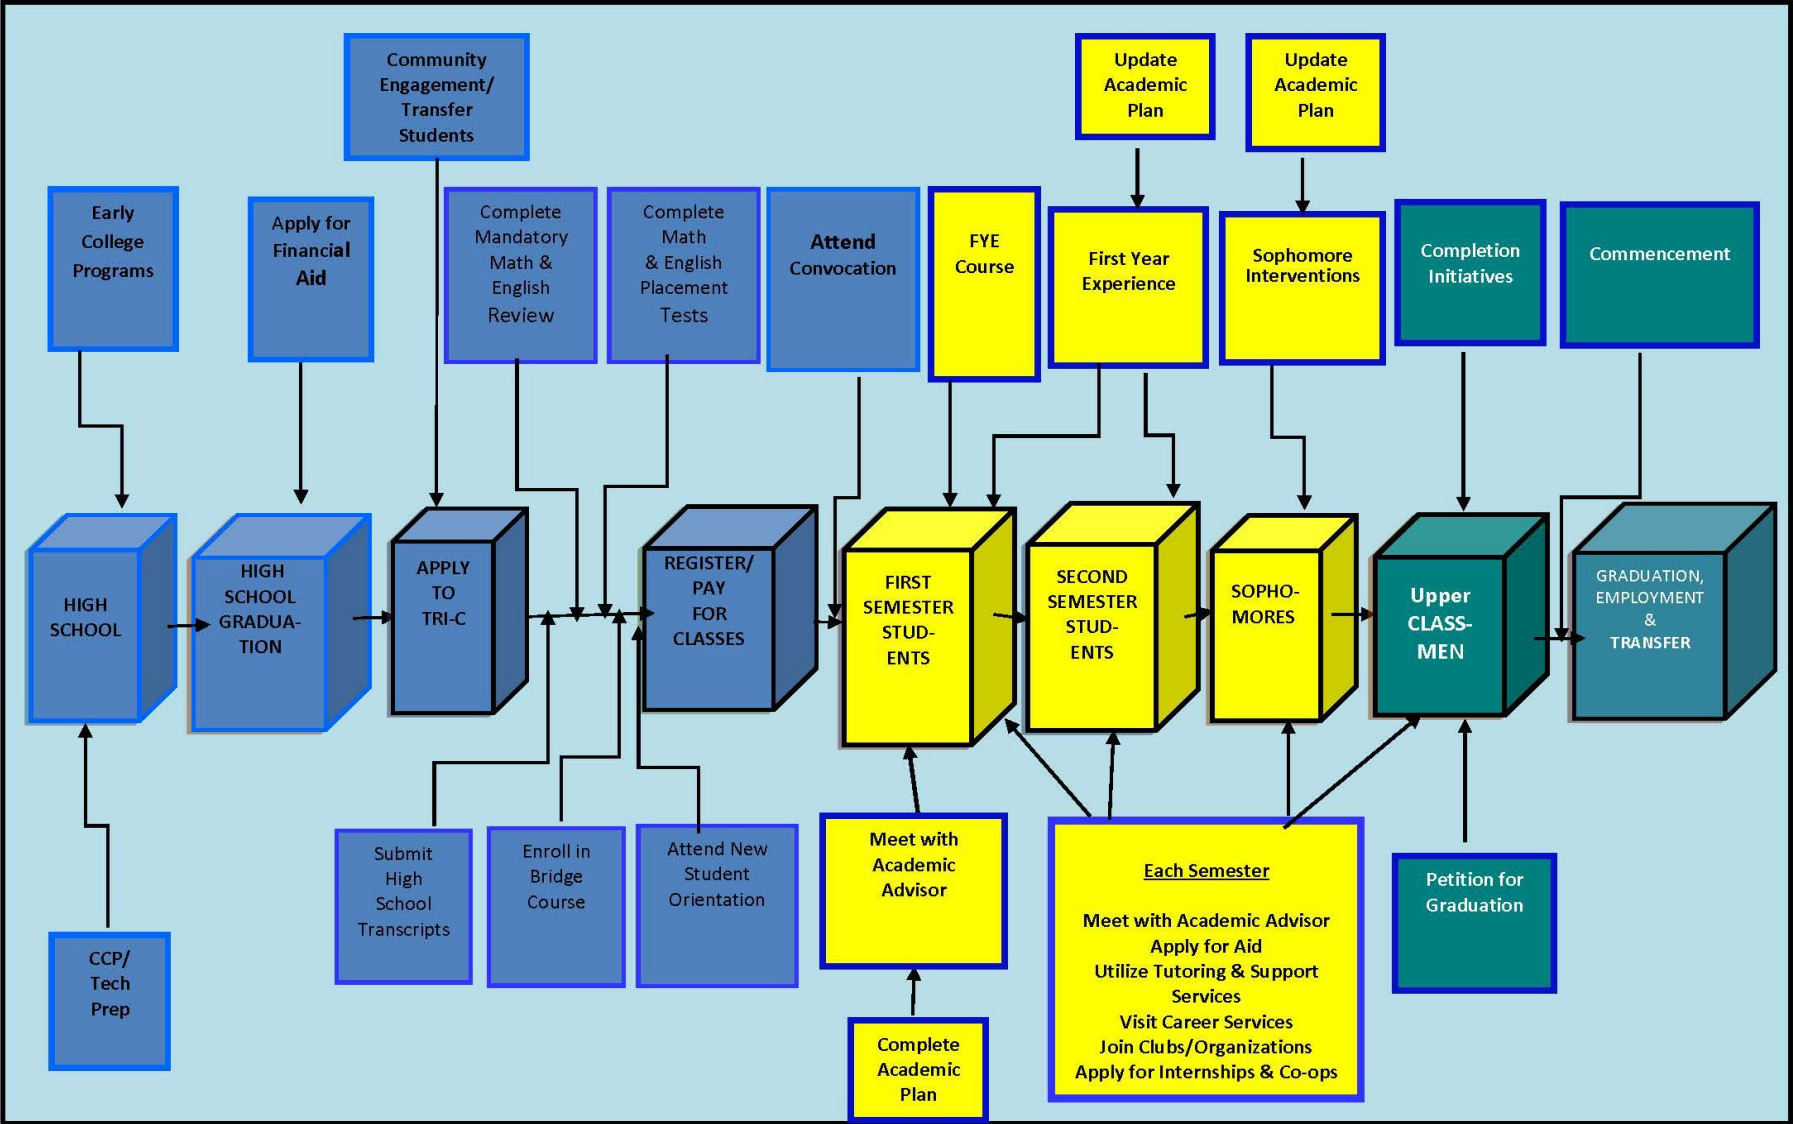 Community
Engagement/
Transfer
Students
Update
Academic
Plan
Update
Academic
Plan
Early
College
Programs
Apply for
Financial
Aid
Complete
Mandatory
Math &
English
Review
Complete
Math
& English
Placement
Tests
Attend
Convocation
FYE
Course
First Year
Experience
Sophomore
Interventions
Completion
Initiatives
Commencement
HIGH
SCHOOL
HIGH
SCHOOL
GRADUA-
TION
APPLY
TO
TRI-C
REGISTER/
PAY
FOR
CLASSES
FIRST
SEMESTER
STUD-
ENTS
SECOND
SEMESTER
STUD-
ENTS
SOPHO-
MORES
Upper
CLASS-
MEN
GRADUATION,
EMPLOYMENT
&
TRANSFER
CCP/
Tech
Prep
Submit
High
School
Transcripts
Enroll in
Bridge
Course
Attend New
Student
Orientation
Meet with
Academic
Advisor
Complete
Academic
Plan
Each Semester
Meet with Academic Advisor
Apply for Aid
Utilize Tutoring & Support
Services
Visit Career Services
Join Clubs/Organizations
Apply for Internships & Co-ops
Petition for
Graduation